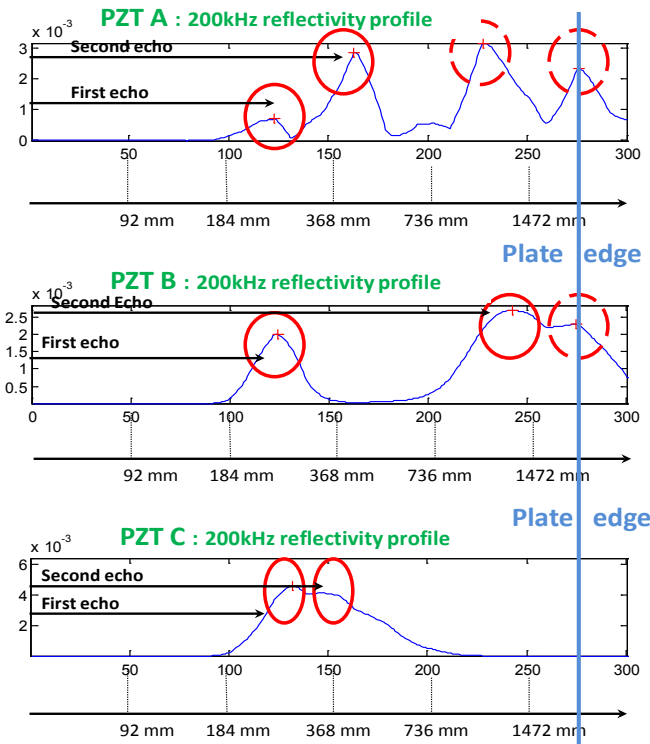 PZT A : 200kHz reflectivity profile
x 10⁻³
Second echo
First echo
3
2
1
0
50 100 150 200 250 300
92 mm 184 mm 368 mm 736 mm 1472 mm
Plate edge
PZT B : 200kHz reflectivity profile
x 10⁻³
Second Echo
First echo
2.5
2
1.5
1
0.5
0 50 100 150 200 250 300
92 mm 184 mm 368 mm 736 mm 1472 mm
Plate edge
PZT C : 200kHz reflectivity profile
x 10⁻³
Second echo
First echo
6
4
2
50 100 150 200 250 300
92 mm 184 mm 368 mm 736 mm 1472 mm